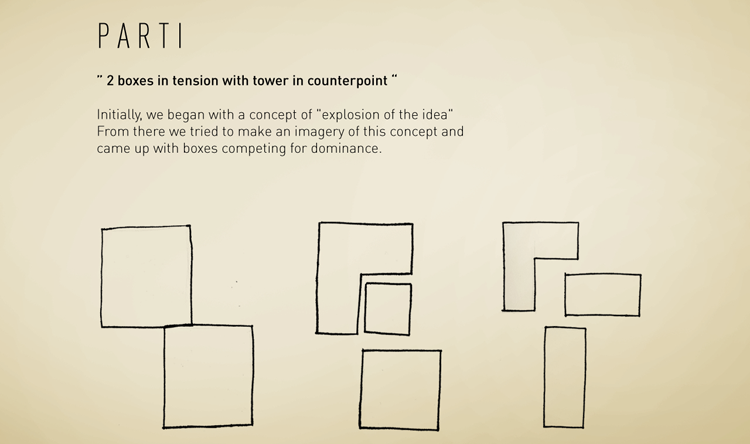 PARTI
" 2 boxes in tension with tower in counterpoint "
Initially, we began with a concept of "explosion of the idea"
From there we tried to make an imagery of this concept and
came up with boxes competing for dominance.